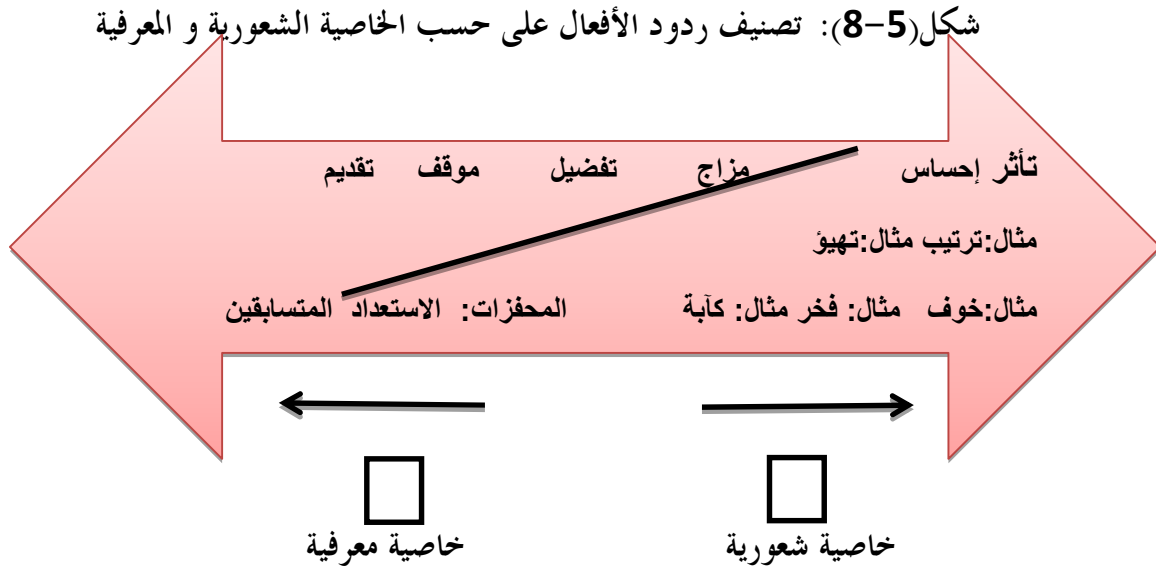 شكل(5-8): تصنيف ردود الأفعال على حسب الخاصية الشعورية و المعرفية
تأثر إحساس مزاج تفضيل موقف تقديم
مثال:ترتيب مثال:تهيؤ
مثال:خوف مثال: فخر مثال: كآبة المحفزات: الاستعداد المتسابقين
خاصية شعورية خاصية معرفية